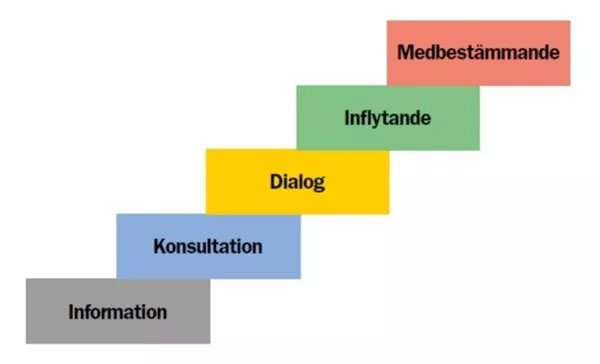 Medbestämmande
Inflytande
Dialog
Konsultation
Information